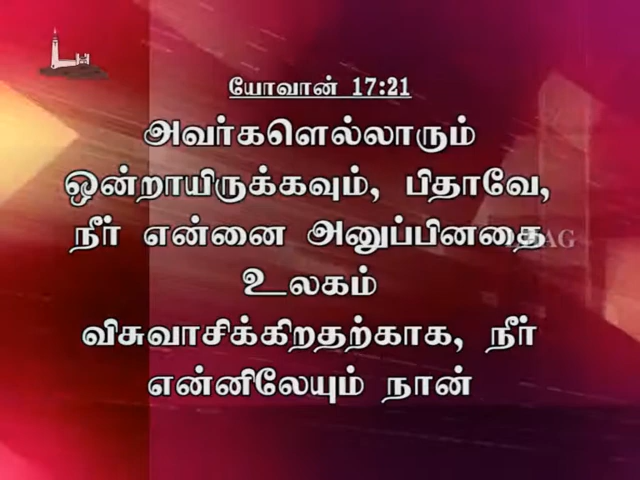 யோவான் 17:21
அவர்களெல்லாரும்
ஒன்றாயிருக்கவும், பிதாவே,
நீர் என்னை அனுப்பினதை
உலகம்
விசுவாசிக்கிறதற்காக, நீர்
என்னிலேயும் நான்